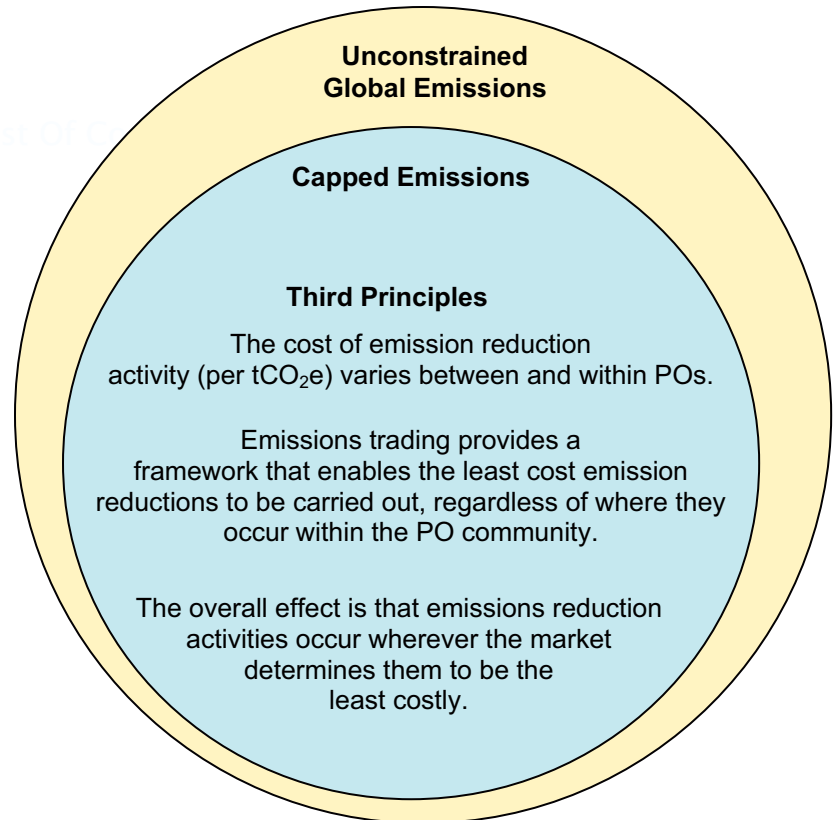 Unconstrained
Global Emissions
Capped Emissions
Third Principles
The cost of emission reduction
activity (per tCO₂e) varies between and within POs.
Emissions trading provides a
framework that enables the least cost emission
reductions to be carried out, regardless of where they
occur within the PO community.
The overall effect is that emissions reduction
activities occur wherever the market
determines them to be the
least costly.